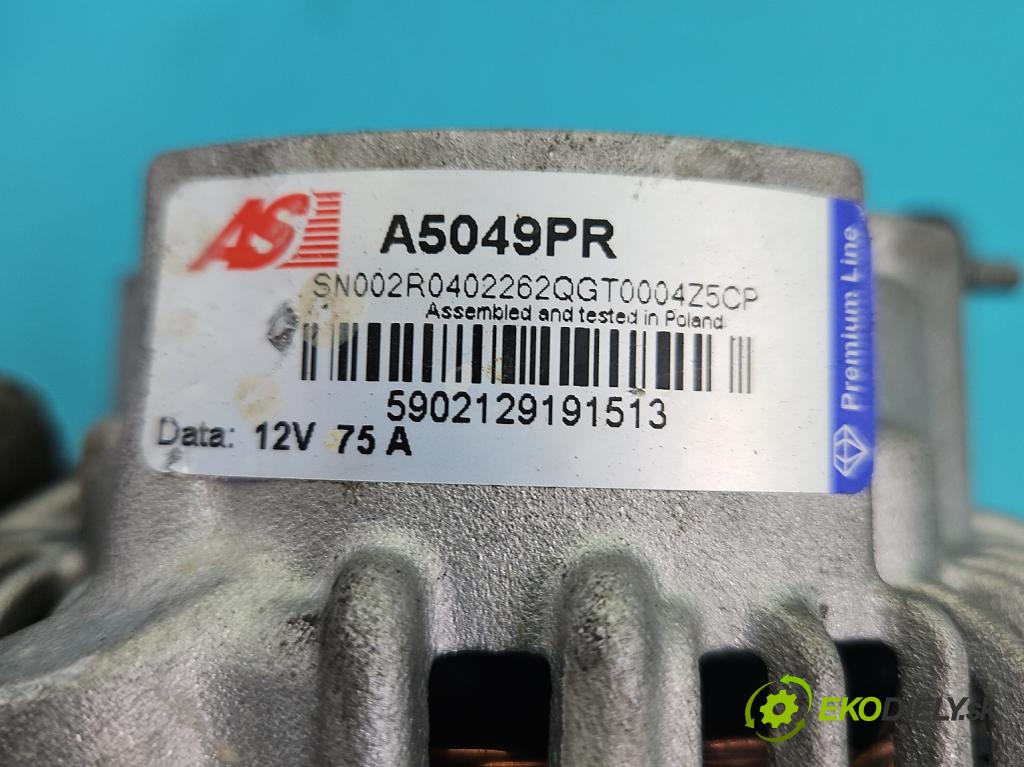 AS
A5049PR
SN002R0402262QGT0004Z5CP
Assembled and tested in Poland
5902129191513
Data: 12V 75 A
Premium Line
EKODIELY.sk